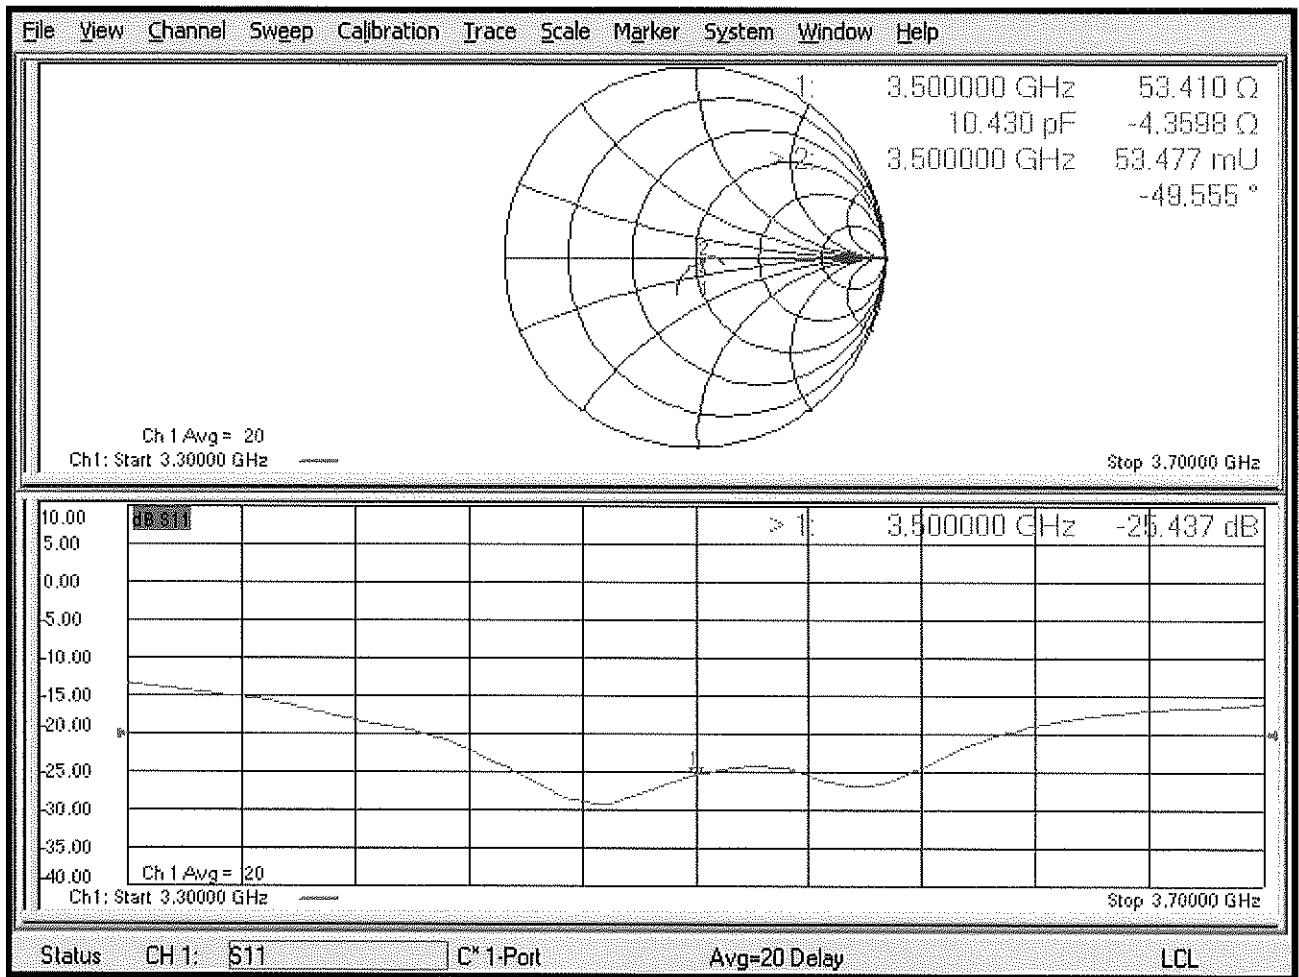 File View Channel Sweep Calibration Trace Scale Marker System Window Help
1: 3.500000 GHz 53.410 Ω
10.430 pF -4.3598 Ω
> 2: 3.500000 GHz 53.477 mU
-49.555 °
Ch 1 Avg = 20
Ch1: Start 3.30000 GHz Stop 3.70000 GHz
10.00 dB S11 > 1: 3.500000 GHz -25.437 dB
5.00
0.00
-5.00
-10.00
-15.00
-20.00
-25.00 1
-30.00
-35.00
-40.00 Ch 1 Avg = 20
Ch1: Start 3.30000 GHz Stop 3.70000 GHz
Status CH 1: S11 C* 1-Port Avg=20 Delay LCL